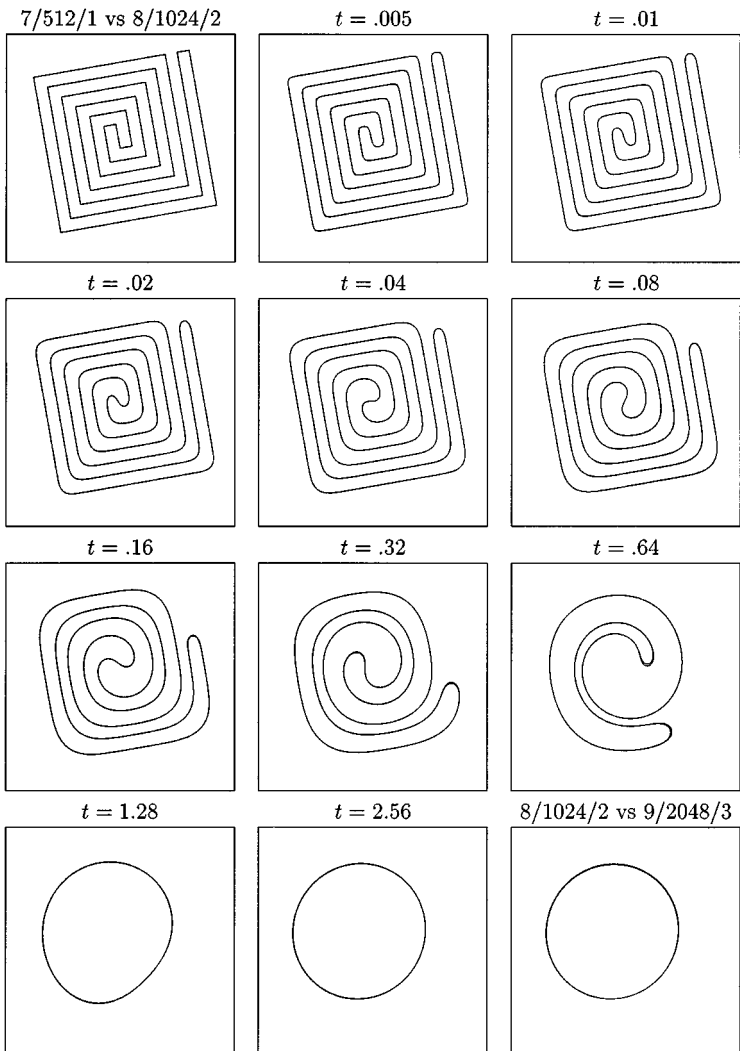 7/512/1 vs 8/1024/2
t = .005
t = .01
t = .02
t = .04
t = .08
t = .16
t = .32
t = .64
t = 1.28
t = 2.56
8/1024/2 vs 9/2048/3